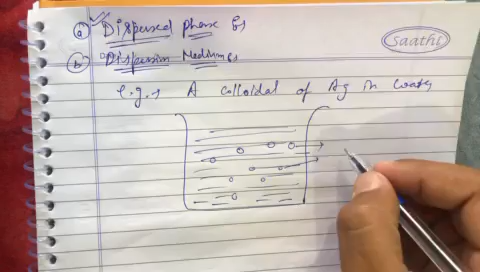 (a) Dispersed Phase :-
Saathi
(b) Dispersion Medium :-
e.g. → A colloidal of Ag in water